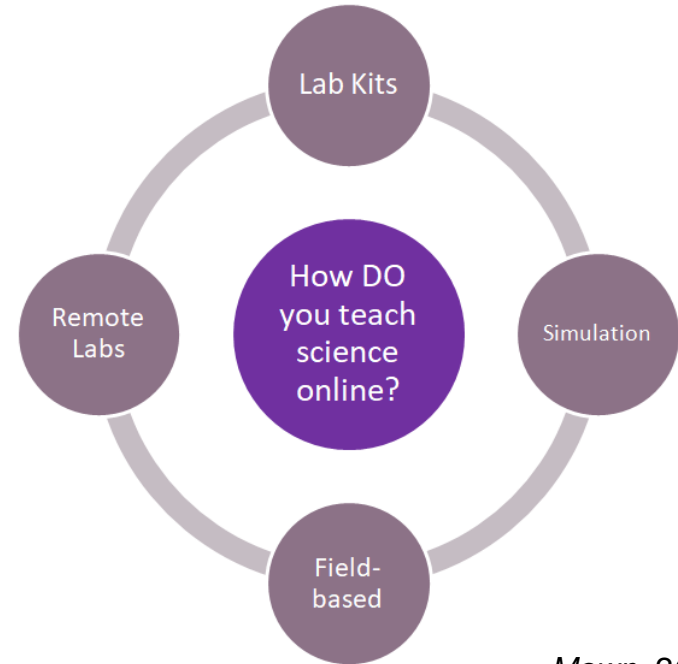 Lab Kits
How DO
you teach
science
online?
Remote
Labs
Simulation
Field-
based